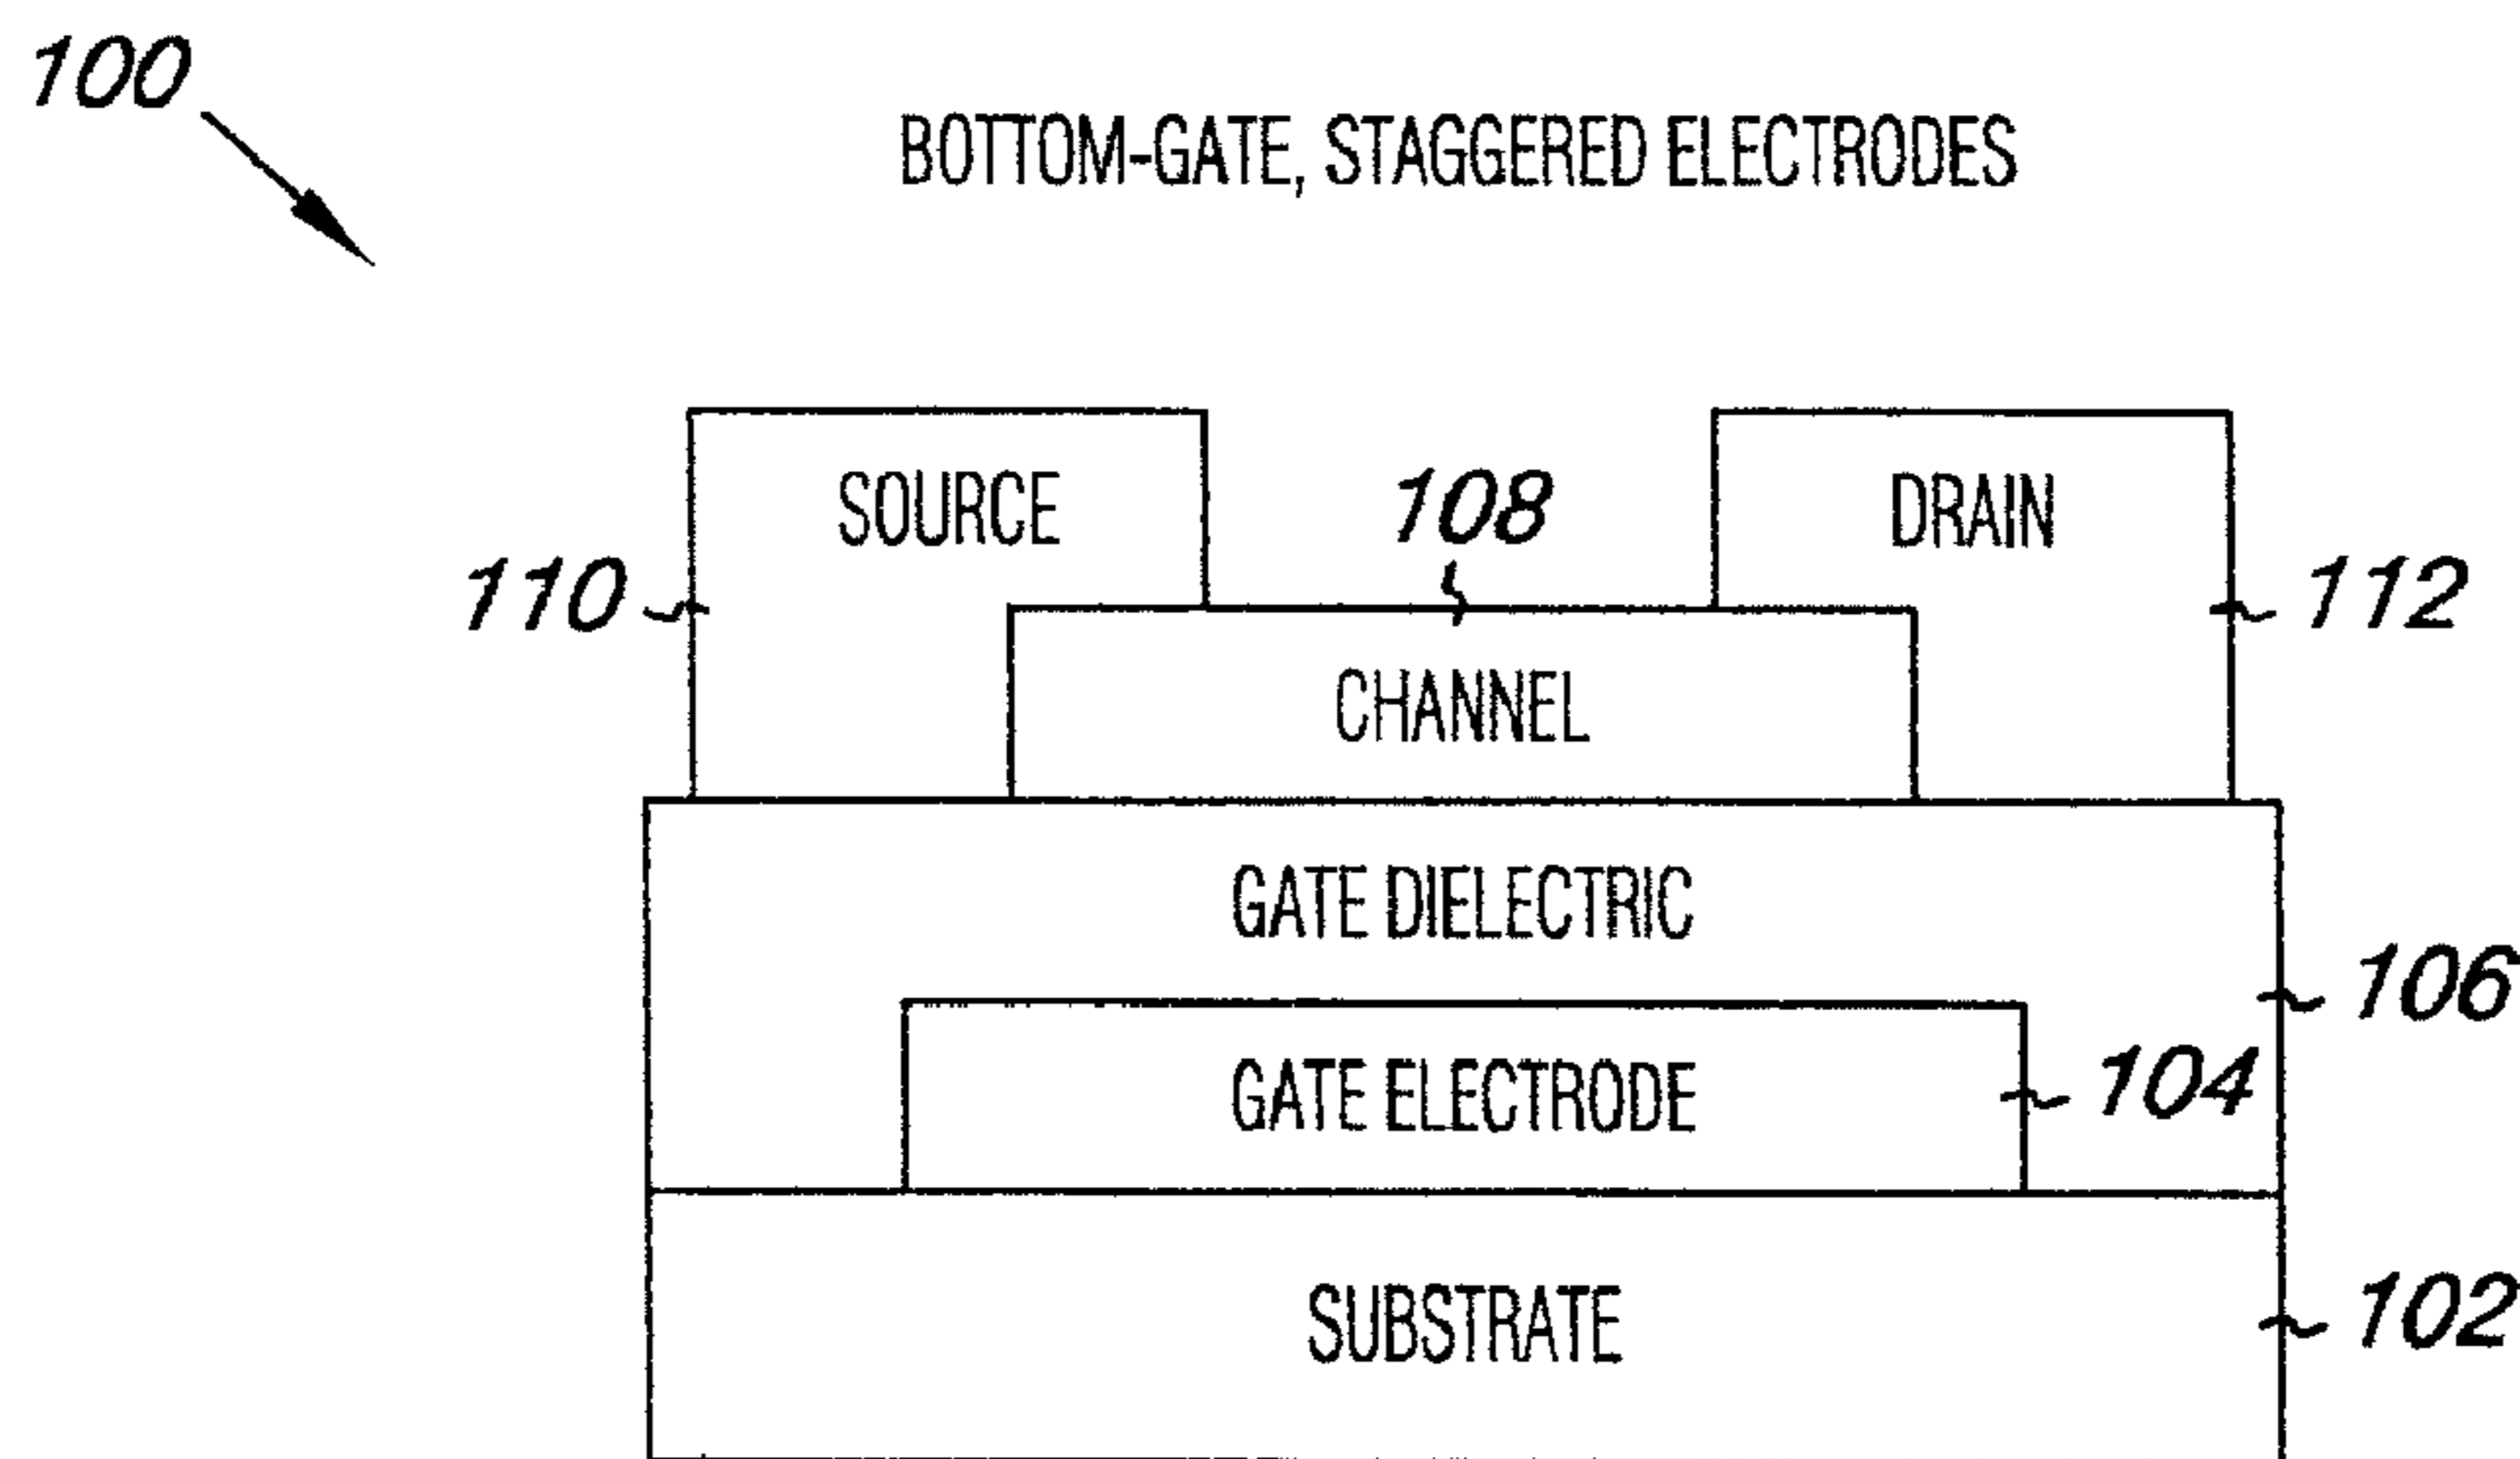 100
BOTTOM-GATE, STAGGERED ELECTRODES
SOURCE
108
DRAIN
110
112
CHANNEL
GATE DIELECTRIC
106
GATE ELECTRODE
104
SUBSTRATE
102